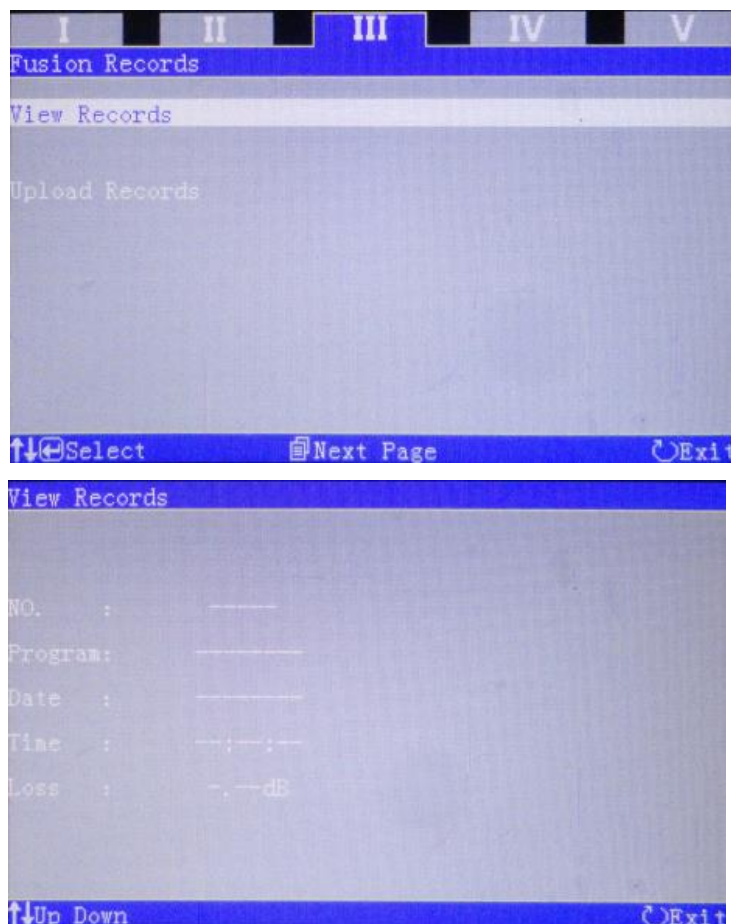 I II III IV V
Fusion Records
View Records
Upload Records
↑↓Select Next Page Exit
View Records
NO. : -----
Program: --------
Date : --------
Time : --:--:--
Loss : -.--dB
↑↓Up Down Exit